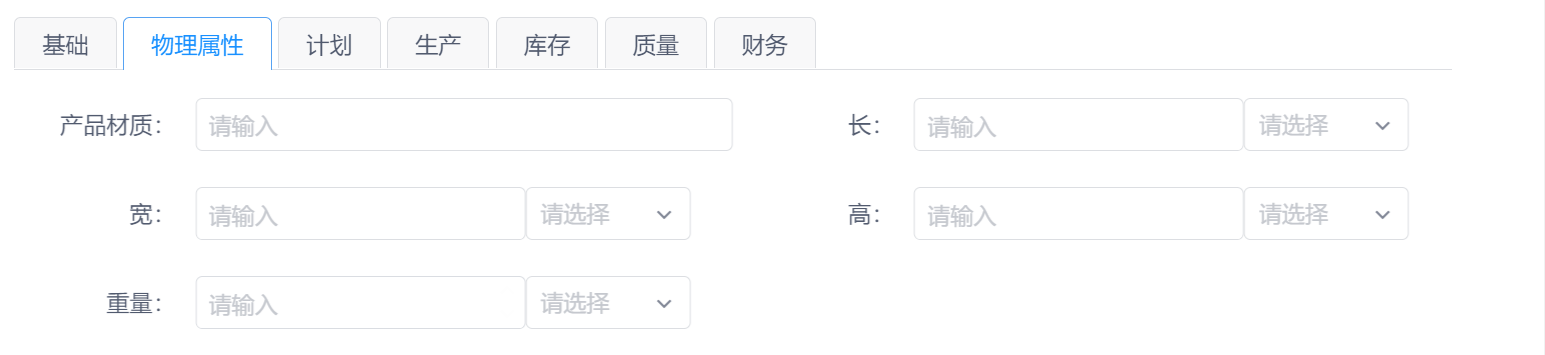 基础 物理属性 计划 生产 库存 质量 财务
产品材质： 请输入 长： 请输入 请选择
宽： 请输入 请选择 高： 请输入 请选择
重量： 请输入 请选择